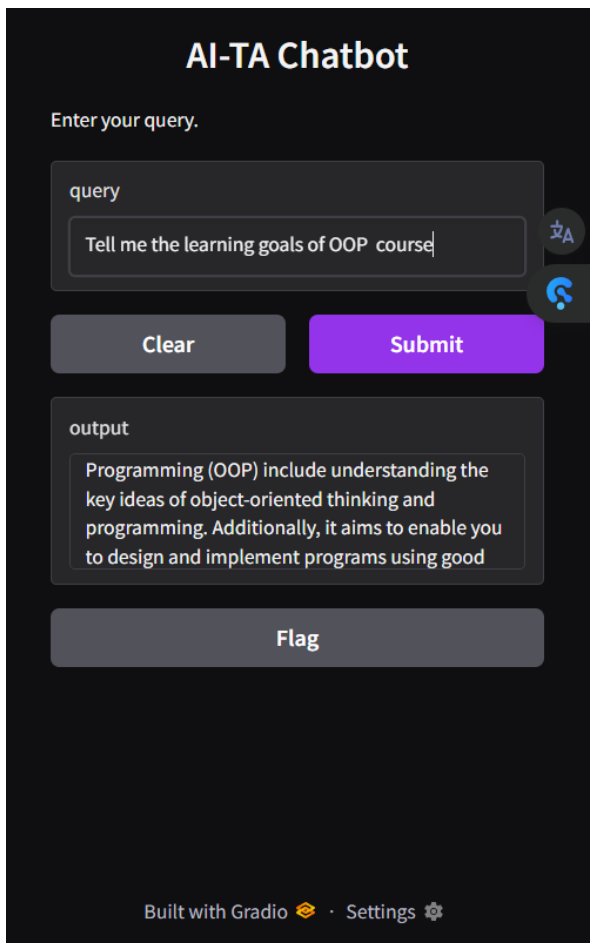 AI-TA Chatbot
Enter your query.
query
Tell me the learning goals of OOP course
Clear
Submit
output
Programming (OOP) include understanding the
key ideas of object-oriented thinking and
programming. Additionally, it aims to enable you
to design and implement programs using good
Flag
Built with Gradio · Settings
文A